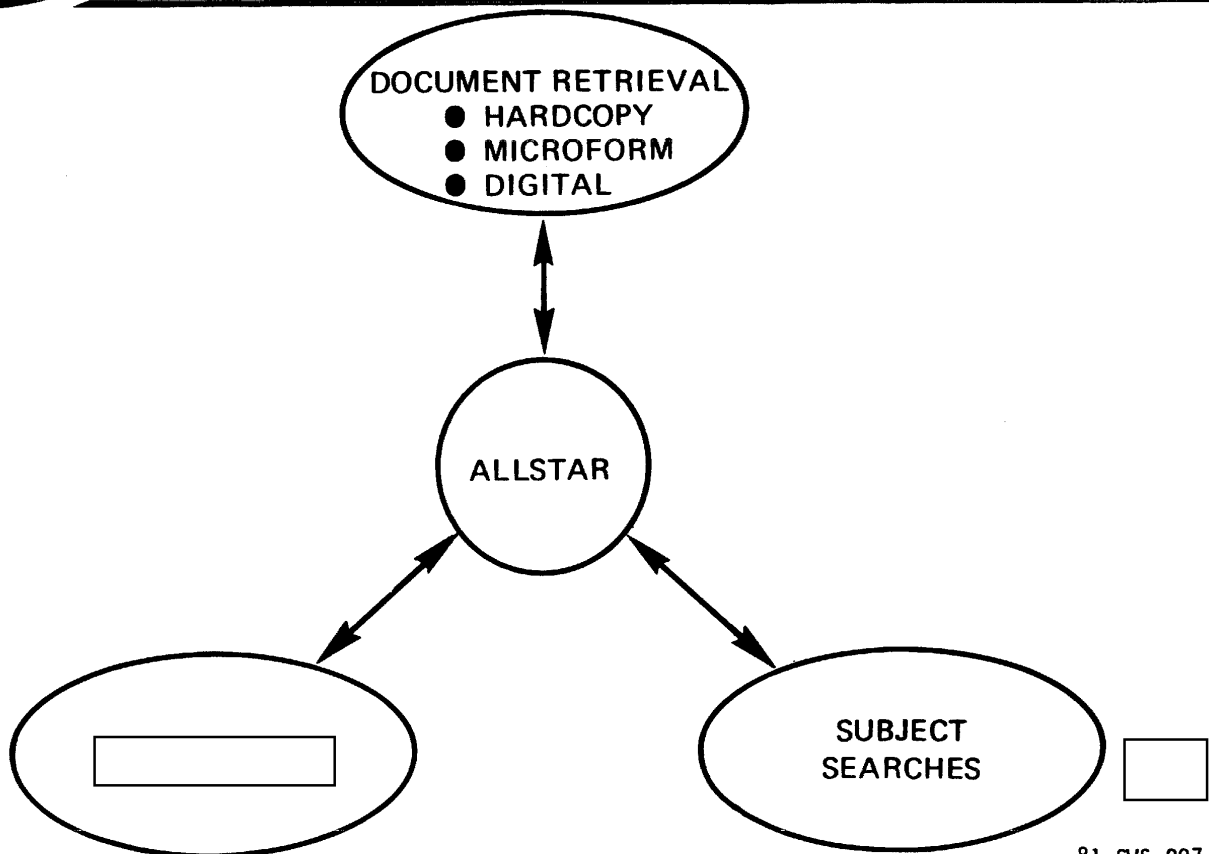 DOCUMENT RETRIEVAL
● HARDCOPY
● MICROFORM
● DIGITAL
ALLSTAR
SUBJECT
SEARCHES